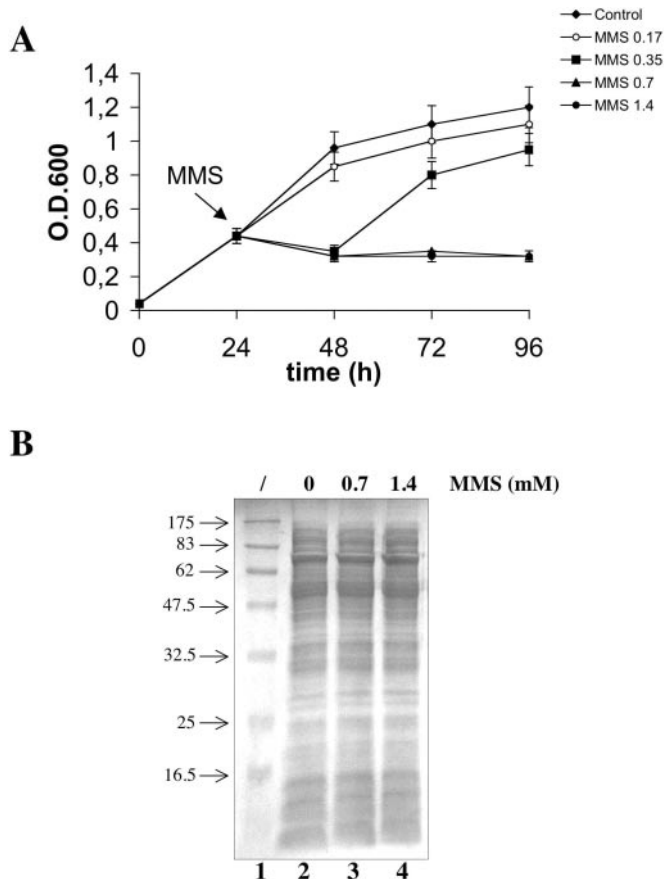 A
Control
MMS 0.17
MMS 0.35
MMS 0.7
MMS 1.4
O.D.600
1,4
1,2
1
0,8
0,6
0,4
0,2
0
MMS
0 24 48 72 96
time (h)
B
/ 0 0.7 1.4 MMS (mM)
175
83
62
47.5
32.5
25
16.5
1 2 3 4